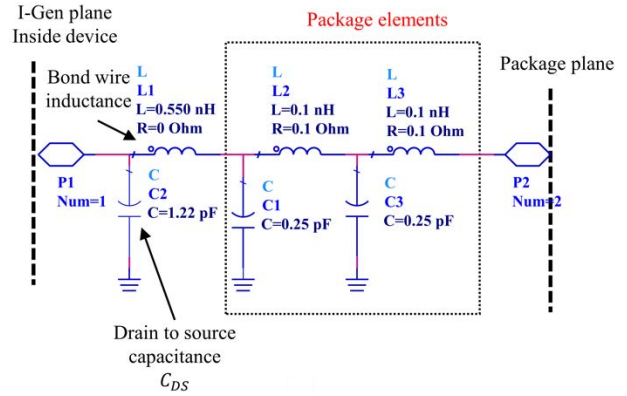 I-Gen plane
Inside device
Package elements
Package plane
Bond wire
inductance
L
L1
L=0.550 nH
R=0 Ohm
L
L2
L=0.1 nH
R=0.1 Ohm
L
L3
L=0.1 nH
R=0.1 Ohm
P1
Num=1
C
C2
C=1.22 pF
C
C1
C=0.25 pF
C
C3
C=0.25 pF
P2
Num=2
Drain to source
capacitance
C_DS